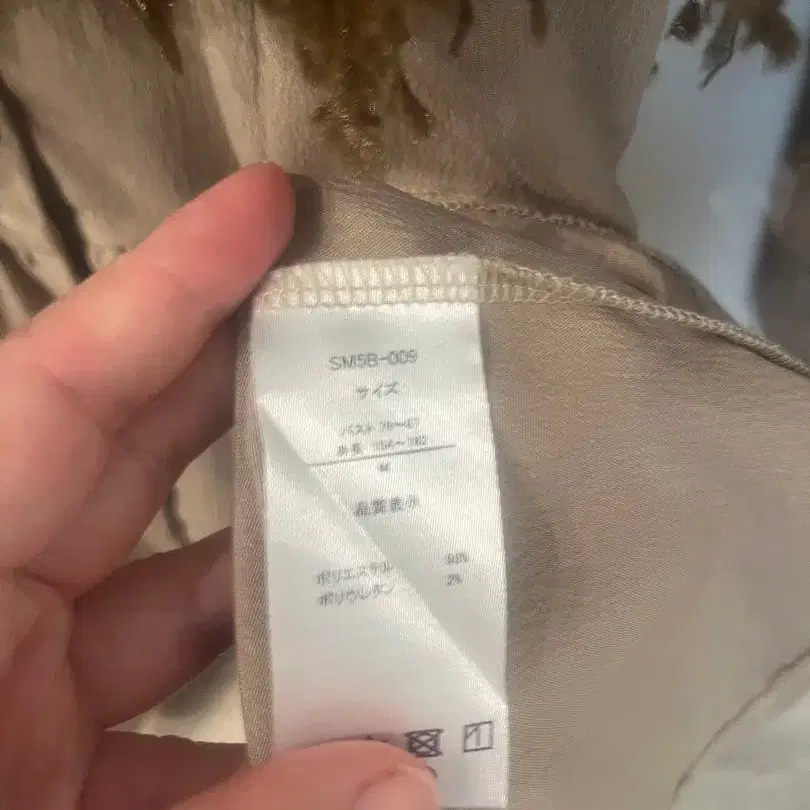 SM5B-009
サイズ
バスト 79〜87
身長 154〜162
M
品質表示
ポリエステル 98%
ポリウレタン 2%